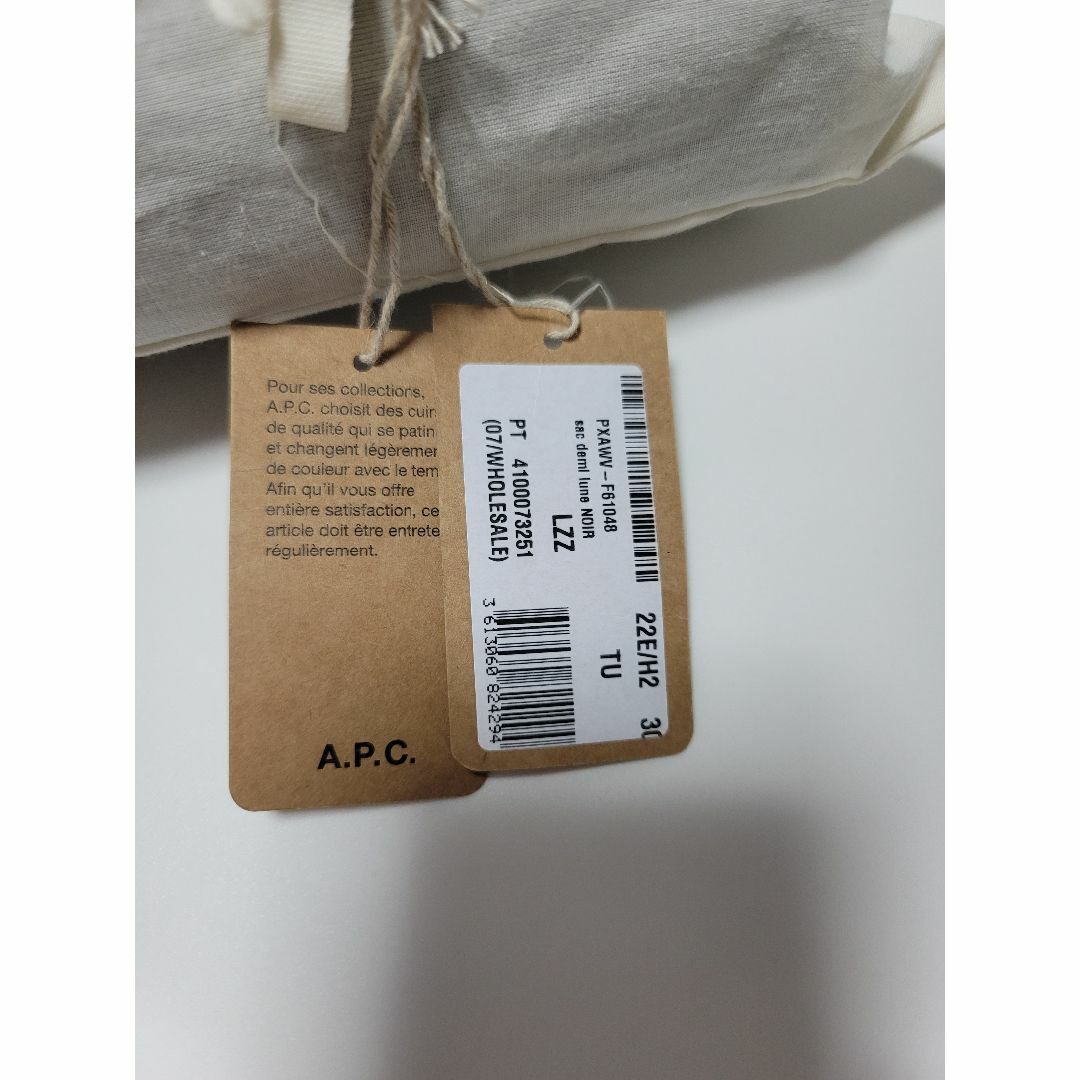 Pour ses collections,
A.P.C. choisit des cuir
de qualité qui se patin
et changent légèremer
de couleur avec le tem
Afin qu'il vous offre
entière satisfaction, ce
article doit être entrete
régulièrement.
A.P.C.
22E/H2 30
TU
PXAWV-F61048
sac demi lune NOIR
LZZ
PT 4100073251
(07/WHOLESALE)
3 613060 824294